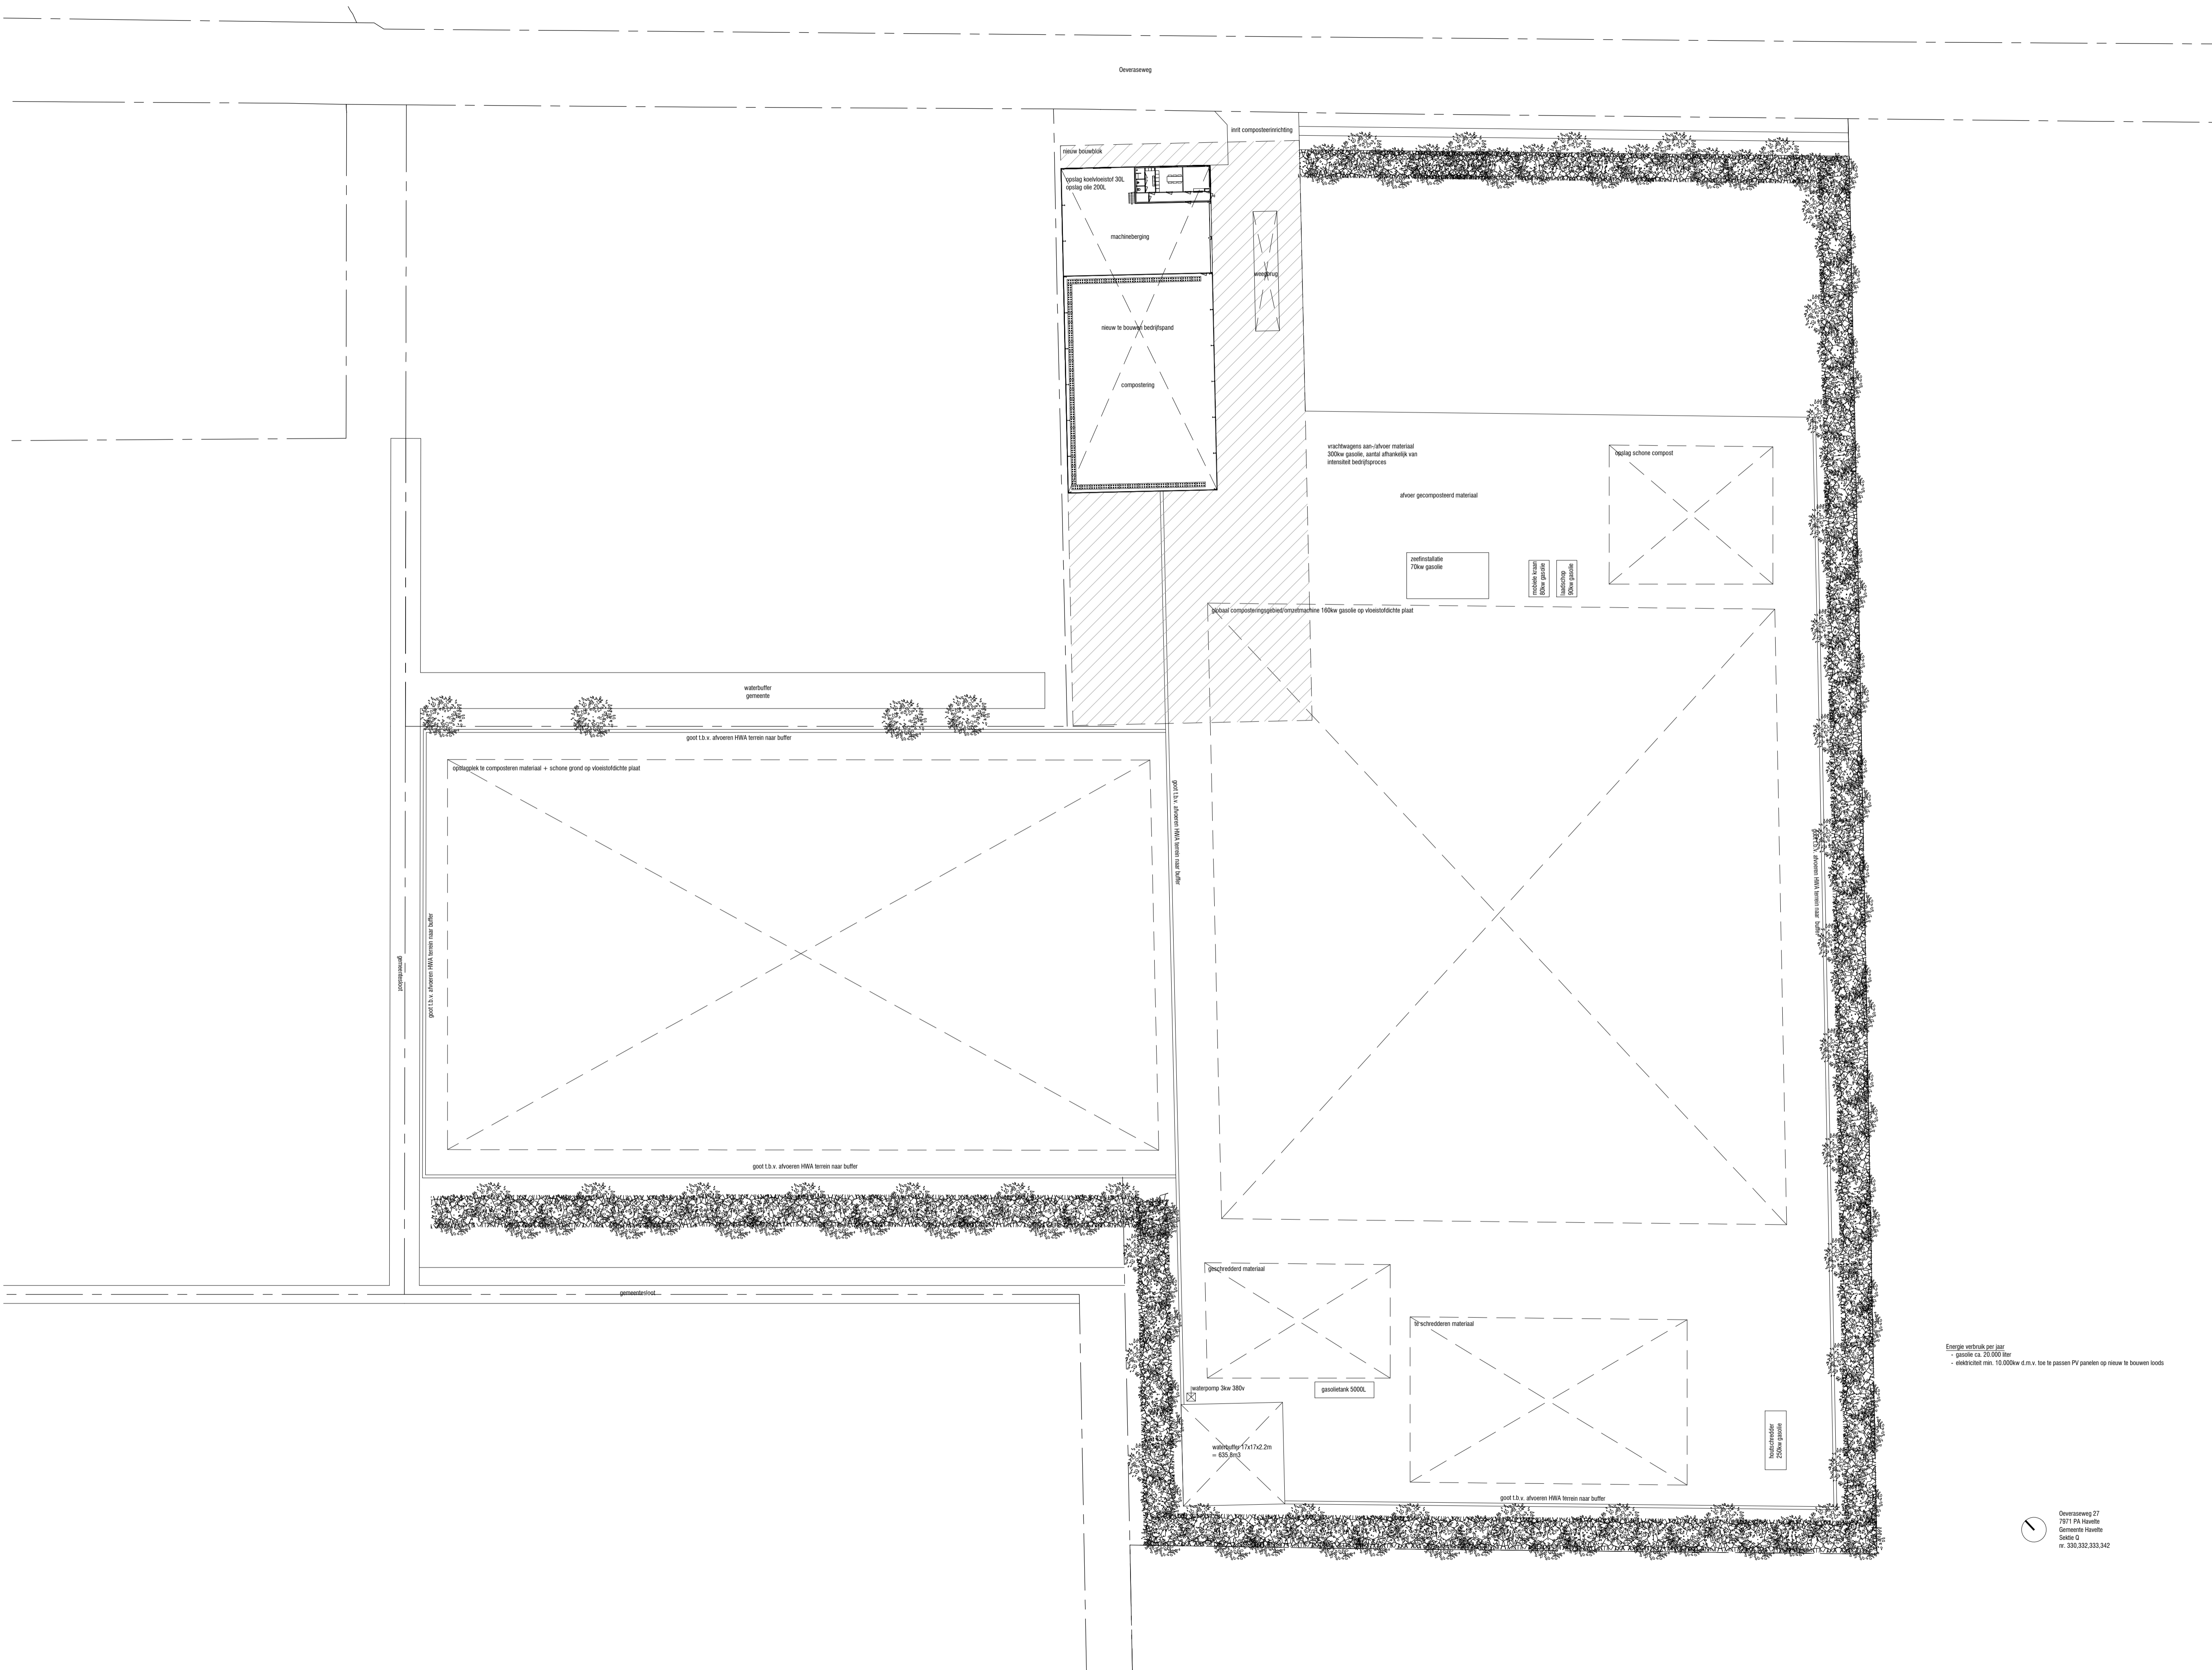 Oeveraseweg
inrit composteerinrichting
nieuw bouwblok
opslag koelvloeistof 30L
opslag olie 200L
machineberging
weegbrug
nieuw te bouwen bedrijfspand
compostering
vrachtwagens aan-/afvoer materiaal
300kw gasolie, aantal afhankelijk van
intensiteit bedrijfsproces
opslag schone compost
afvoer gecomposteerd materiaal
zeefinstallatie
70kw gasolie
mobiele kraan
80kw gasolie
laadschop
90kw gasolie
globaal composteringsgebied/omzetmachine 160kw gasolie op vloeistofdichte plaat
waterbuffer
gemeente
goot t.b.v. afvoeren HWA terrein naar buffer
opslagplek te composteren materiaal + schone grond op vloeistofdichte plaat
goot t.b.v. afvoeren HWA terrein naar buffer
goot t.b.v. afvoeren HWA terrein naar buffer
goot t.b.v. afvoeren HWA terrein naar buffer
gemeentesloot
goot t.b.v. afvoeren HWA terrein naar buffer
geschredderd materiaal
gemeentesloot
te schredderen materiaal
Energie verbruik per jaar
- gasolie ca. 20.000 liter
- elektriciteit min. 10.000kw d.m.v. toe te passen PV panelen op nieuw te bouwen loods
waterpomp 3kw 380v
gasolietank 5000L
houtschredder
250kw gasolie
waterbuffer 17x17x2.2m
= 635,8m3
goot t.b.v. afvoeren HWA terrein naar buffer
Oeveraseweg 27
7971 PA Havelte
Gemeente Havelte
Sektie Q
nr. 330,332,333,342